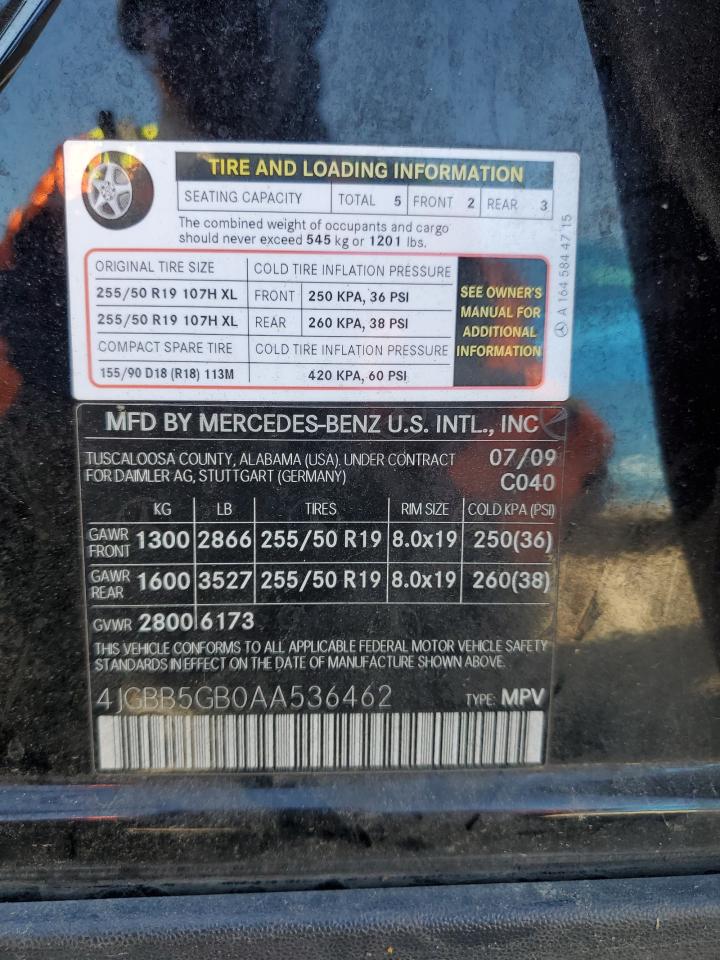 TIRE AND LOADING INFORMATION
SEATING CAPACITY TOTAL 5 FRONT 2 REAR 3
The combined weight of occupants and cargo
should never exceed 545 kg or 1201 lbs.
ORIGINAL TIRE SIZE COLD TIRE INFLATION PRESSURE
255/50 R19 107H XL FRONT 250 KPA, 36 PSI
255/50 R19 107H XL REAR 260 KPA, 38 PSI
COMPACT SPARE TIRE COLD TIRE INFLATION PRESSURE
155/90 D18 (R18) 113M 420 KPA, 60 PSI
SEE OWNER'S
MANUAL FOR
ADDITIONAL
INFORMATION
A 164 584 47 15
MFD BY MERCEDES-BENZ U.S. INTL., INC
TUSCALOOSA COUNTY, ALABAMA (USA). UNDER CONTRACT 07/09
FOR DAIMLER AG, STUTTGART (GERMANY) C040
KG LB TIRES RIM SIZE COLD KPA (PSI)
GAWR FRONT 1300 2866 255/50 R19 8.0x19 250(36)
GAWR REAR 1600 3527 255/50 R19 8.0x19 260(38)
GVWR 2800 6173
THIS VEHICLE CONFORMS TO ALL APPLICABLE FEDERAL MOTOR VEHICLE SAFETY
STANDARDS IN EFFECT ON THE DATE OF MANUFACTURE SHOWN ABOVE.
4JGBB5GB0AA536462 TYPE: MPV